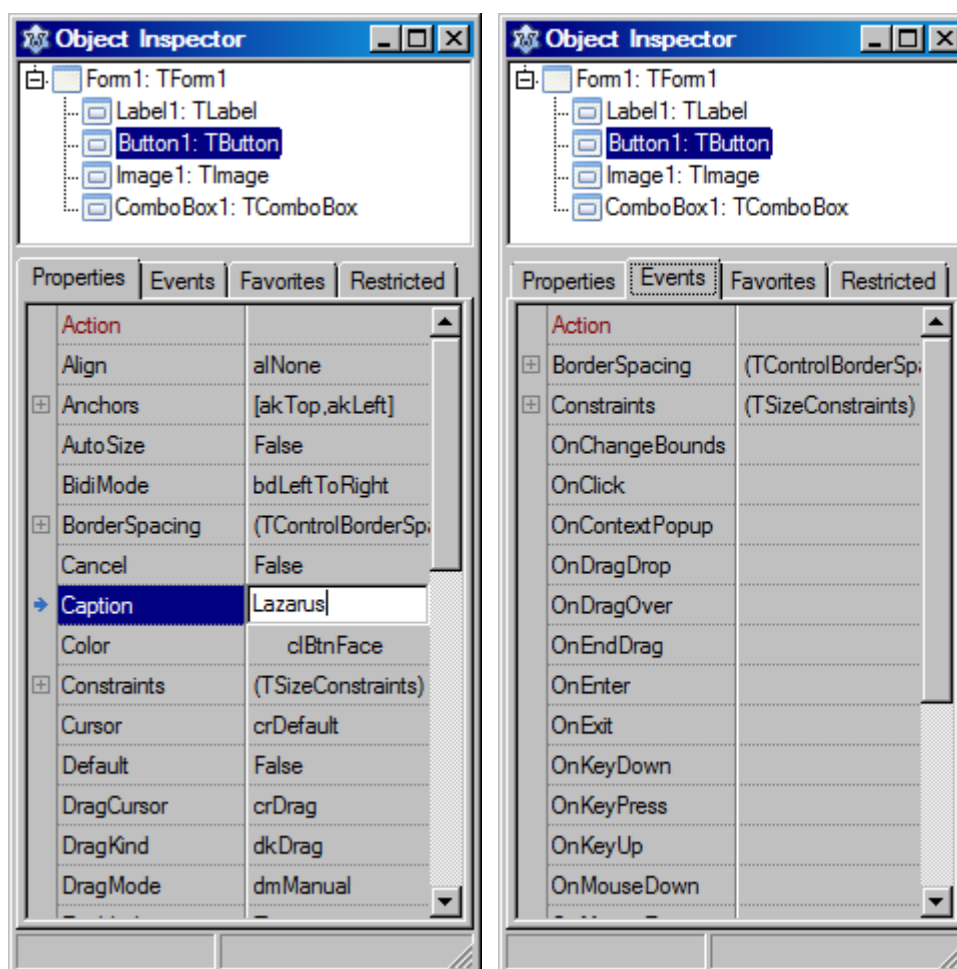 Object Inspector
Form1: TForm1
Label1: TLabel
Button1: TButton
Image1: TImage
ComboBox1: TComboBox
Properties Events Favorites Restricted
Action
Align alNone
Anchors [akTop,akLeft]
AutoSize False
BidiMode bdLeftToRight
BorderSpacing (TControlBorderSpa
Cancel False
Caption Lazarus
Color clBtnFace
Constraints (TSizeConstraints)
Cursor crDefault
Default False
DragCursor crDrag
DragKind dkDrag
DragMode dmManual
Object Inspector
Form1: TForm1
Label1: TLabel
Button1: TButton
Image1: TImage
ComboBox1: TComboBox
Properties Events Favorites Restricted
Action
BorderSpacing (TControlBorderSpa
Constraints (TSizeConstraints)
OnChangeBounds
OnClick
OnContextPopup
OnDragDrop
OnDragOver
OnEndDrag
OnEnter
OnExit
OnKeyDown
OnKeyPress
OnKeyUp
OnMouseDown